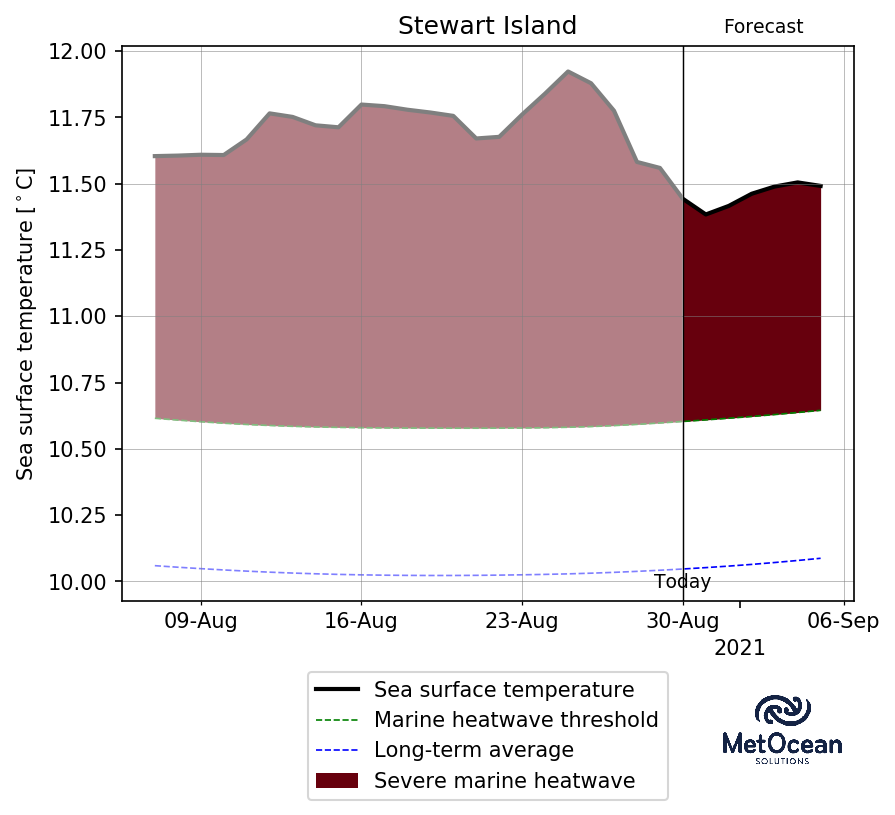 Stewart Island
Forecast
Sea surface temperature [°C]
12.00
11.75
11.50
11.25
11.00
10.75
10.50
10.25
10.00
Today
09-Aug 16-Aug 23-Aug 30-Aug 06-Sep
2021
Sea surface temperature
Marine heatwave threshold
Long-term average
Severe marine heatwave
MetOcean
SOLUTIONS